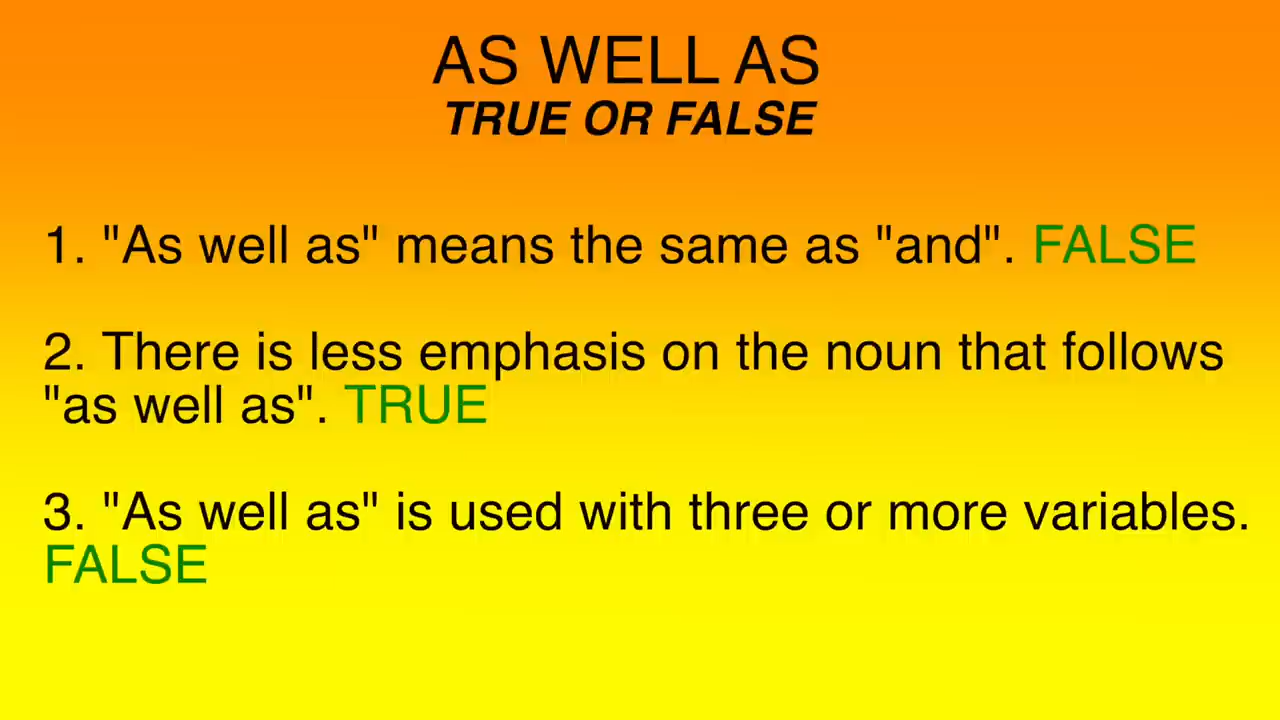 AS WELL AS
TRUE OR FALSE
1. "As well as" means the same as "and". FALSE
2. There is less emphasis on the noun that follows
"as well as". TRUE
3. "As well as" is used with three or more variables.
FALSE